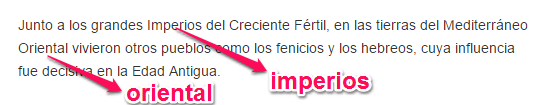 Junto a los grandes Imperios del Creciente Fértil, en las tierras del Mediterráneo
Oriental vivieron otros pueblos como los fenicios y los hebreos, cuya influencia
fue decisiva en la Edad Antigua.
imperios
oriental